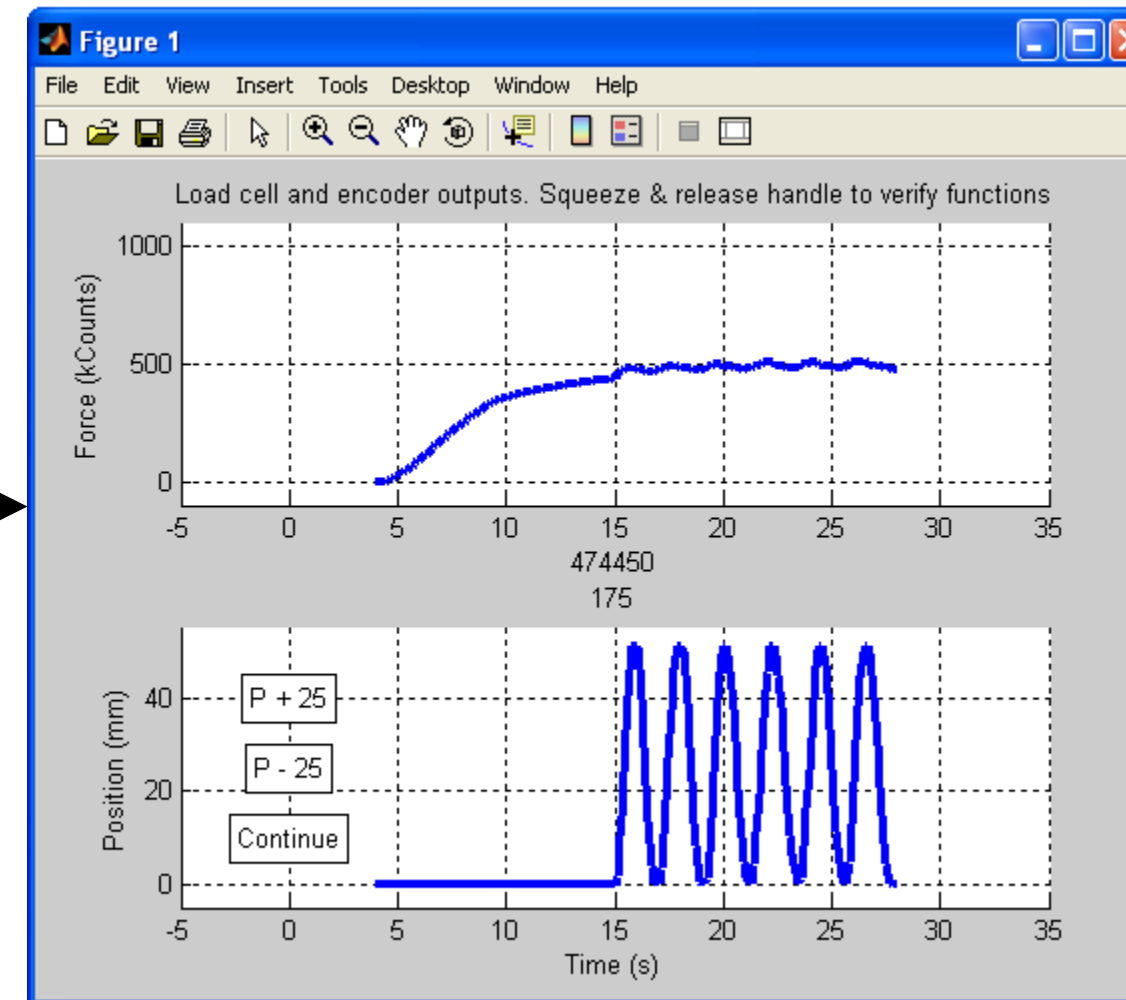 Figure 1
File Edit View Insert Tools Desktop Window Help
Load cell and encoder outputs. Squeeze & release handle to verify functions
Force (kCounts)
1000
500
0
-5 0 5 10 15 20 25 30 35
474450
175
Position (mm)
40
20
0
P + 25
P - 25
Continue
-5 0 5 10 15 20 25 30 35
Time (s)